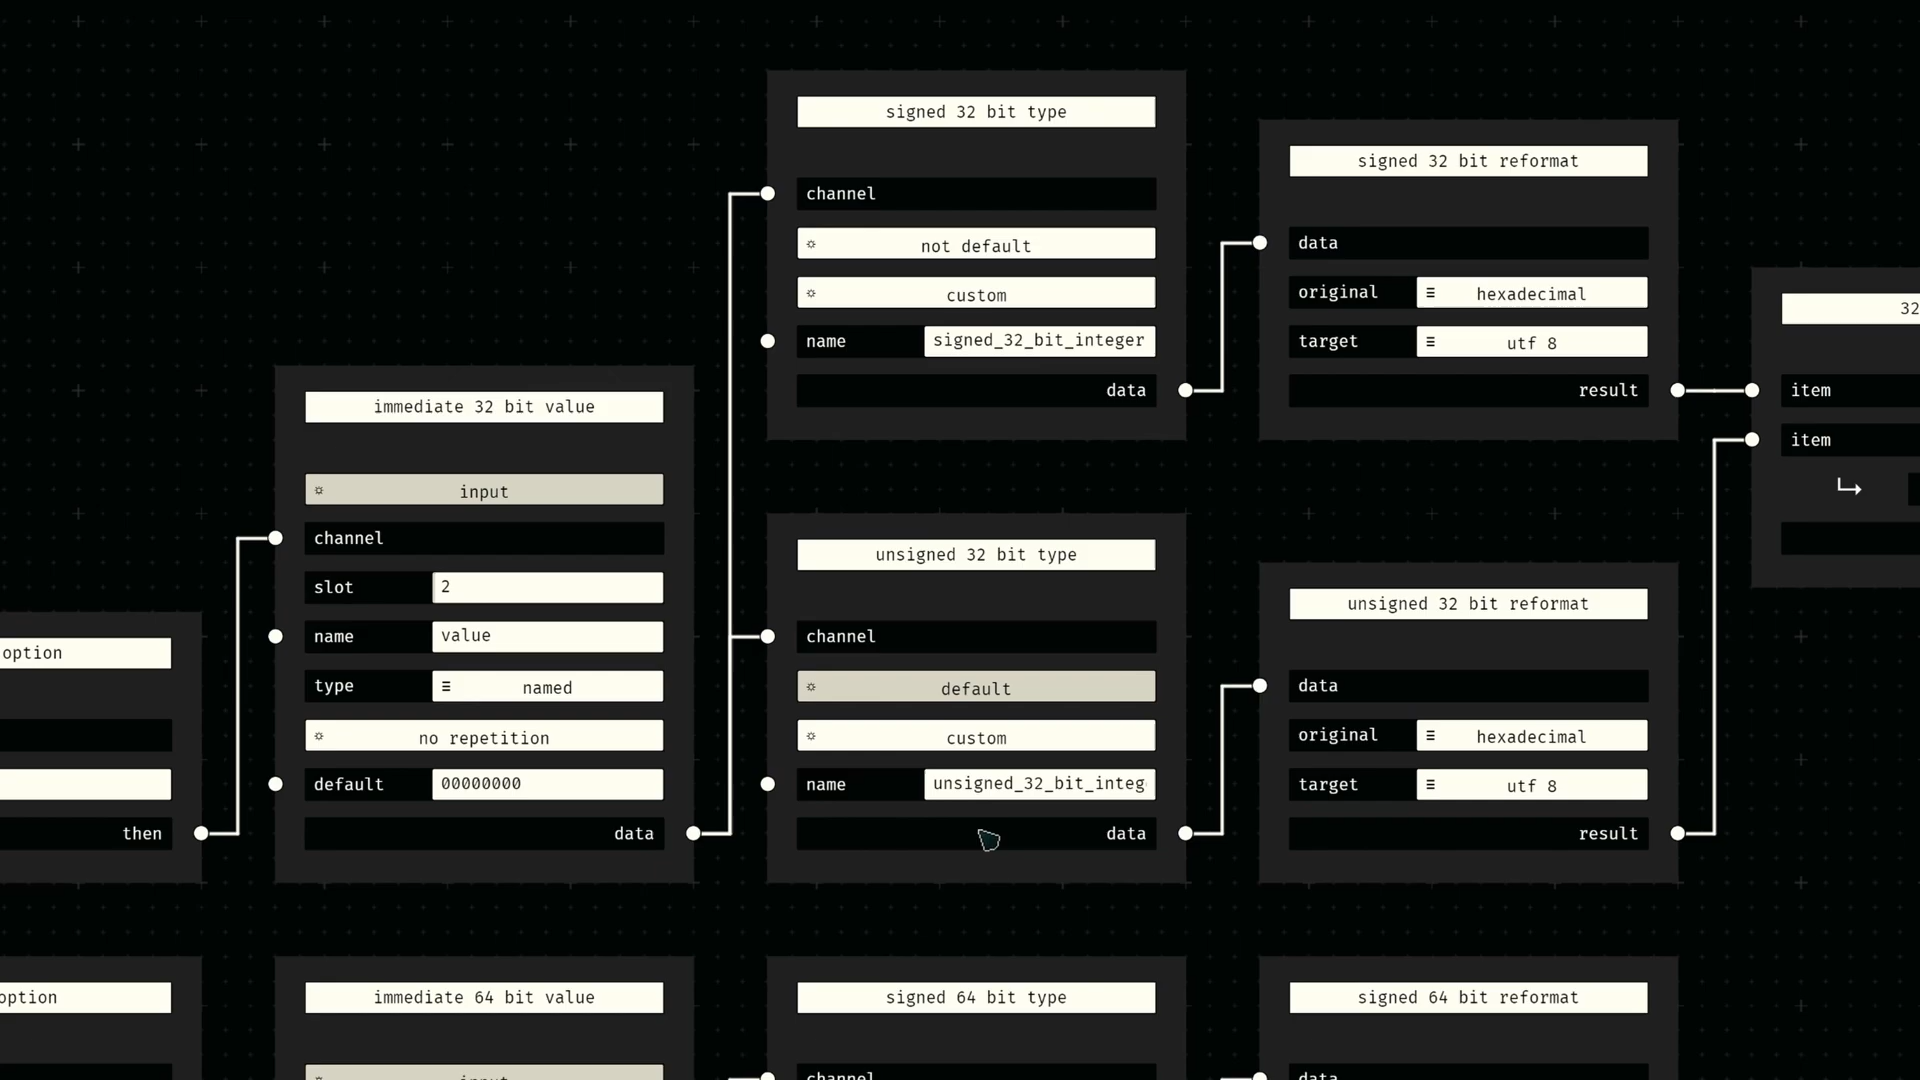 signed 32 bit type
channel
not default
custom
name signed_32_bit_integer
data
signed 32 bit reformat
data
original hexadecimal
target utf 8
result
32
item
item
immediate 32 bit value
input
channel
slot 2
name value
type named
no repetition
default 00000000
data
unsigned 32 bit type
channel
default
custom
name unsigned_32_bit_integ
data
unsigned 32 bit reformat
data
original hexadecimal
target utf 8
result
option
then
option
immediate 64 bit value
input
signed 64 bit type
channel
signed 64 bit reformat
data